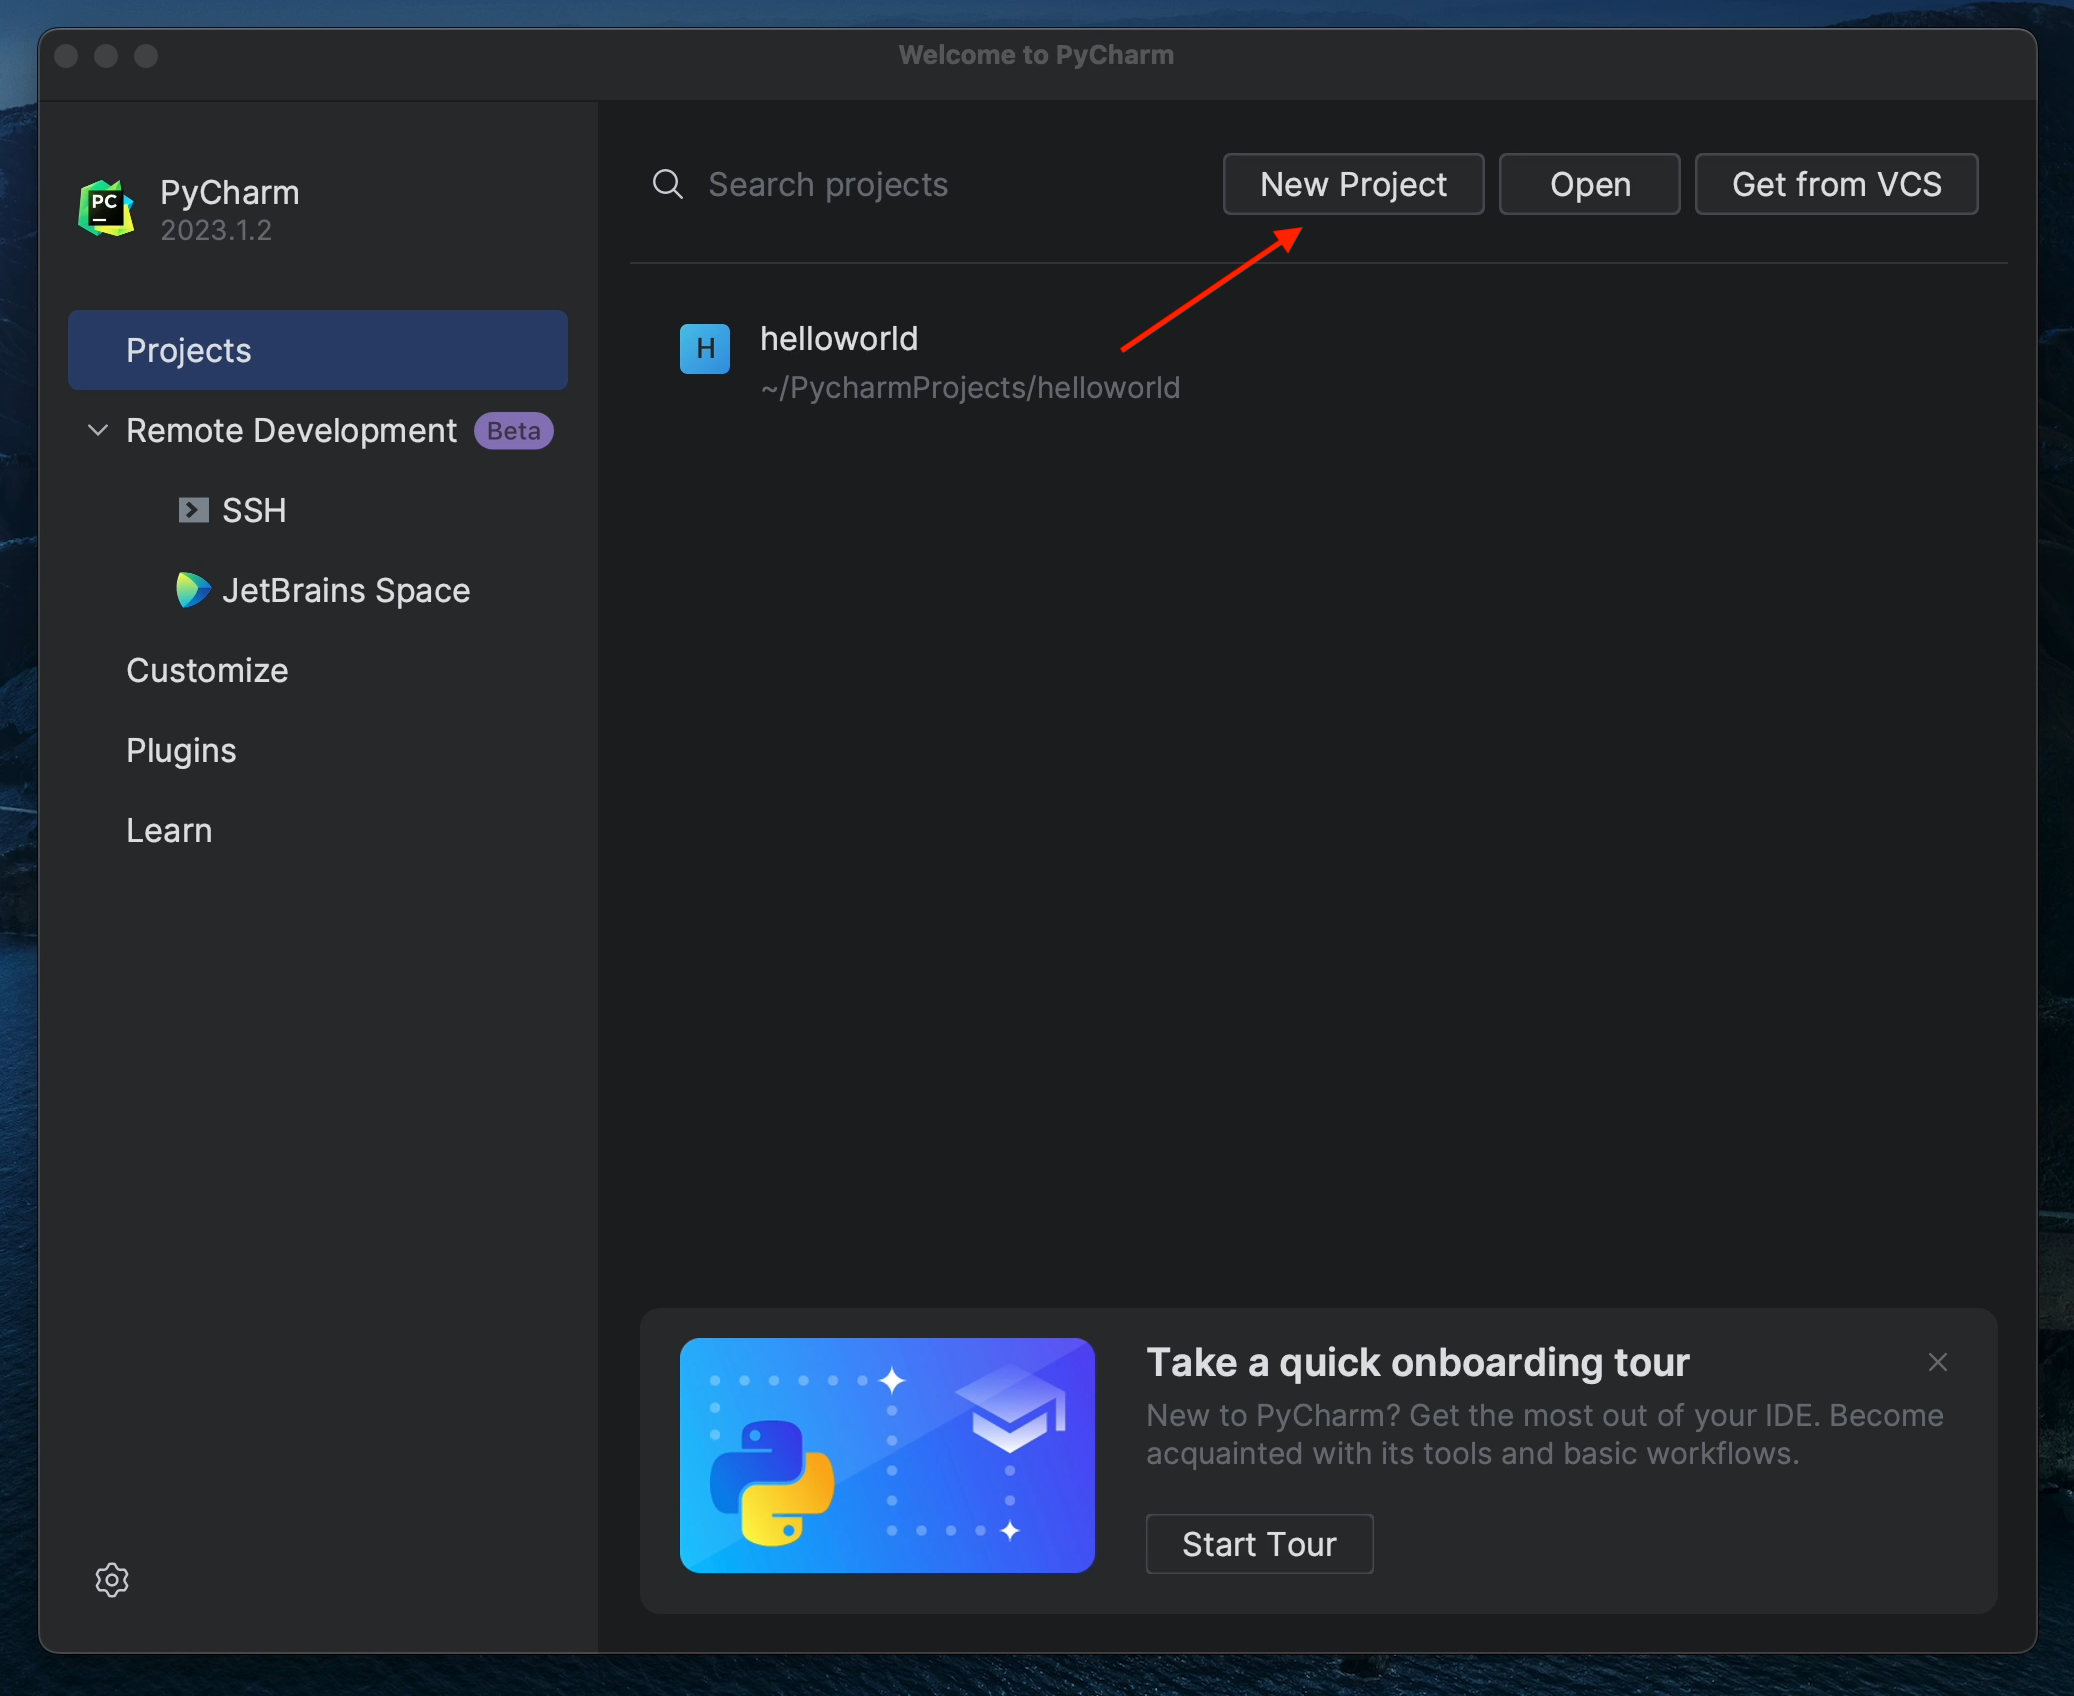 Welcome to PyCharm
PC
PyCharm
2023.1.2
Search projects
New Project
Open
Get from VCS
Projects
Remote Development Beta
SSH
JetBrains Space
Customize
Plugins
Learn
H
helloworld
~/PycharmProjects/helloworld
Take a quick onboarding tour
New to PyCharm? Get the most out of your IDE. Become
acquainted with its tools and basic workflows.
Start Tour